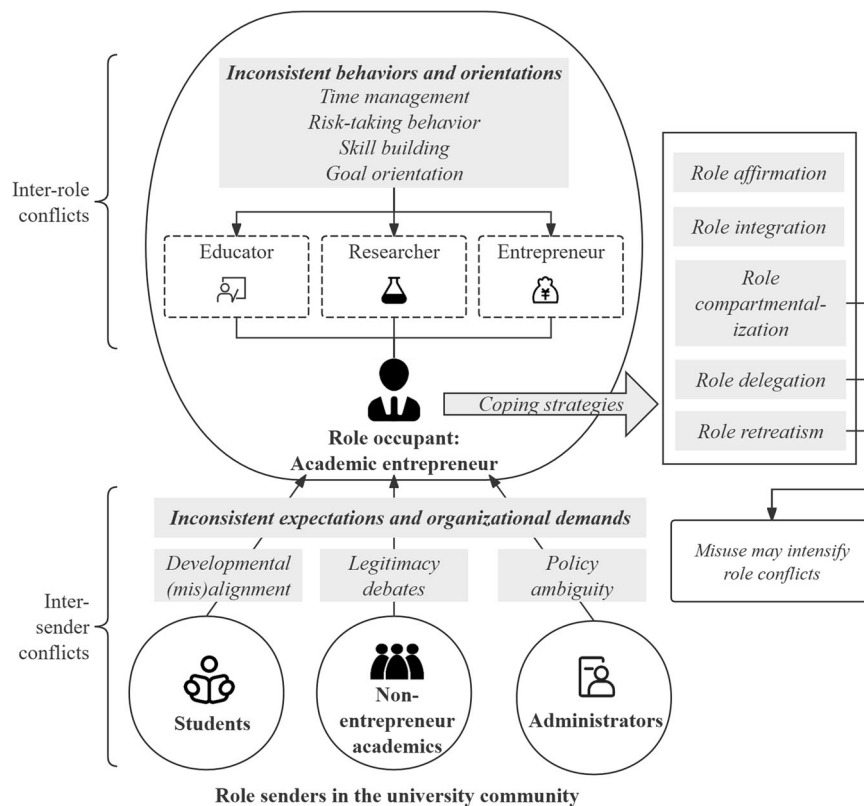 Inconsistent behaviors and orientations
Time management
Risk-taking behavior
Skill building
Goal orientation
Inter-role
conflicts
Educator
Researcher
Entrepreneur
¥
Role occupant:
Academic entrepreneur
Coping strategies
Role affirmation
Role integration
Role
compartmental-
ization
Role delegation
Role retreatism
Misuse may intensify
role conflicts
Inconsistent expectations and organizational demands
Developmental
(mis)alignment
Legitimacy
debates
Policy
ambiguity
Inter-
sender
conflicts
Students
Non-
entrepreneur
academics
Administrators
Role senders in the university community